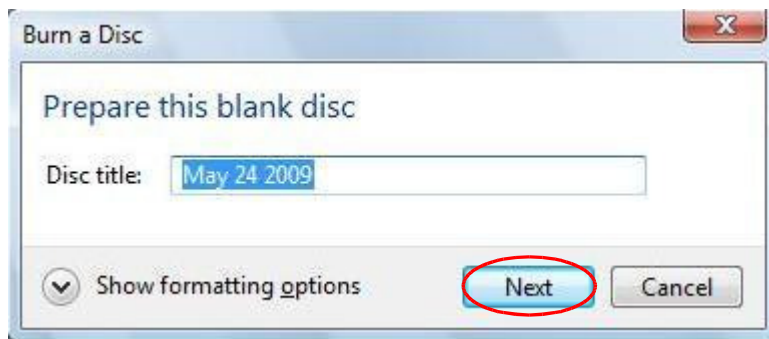 Burn a Disc
Prepare this blank disc
Disc title: May 24 2009
Show formatting options Next Cancel